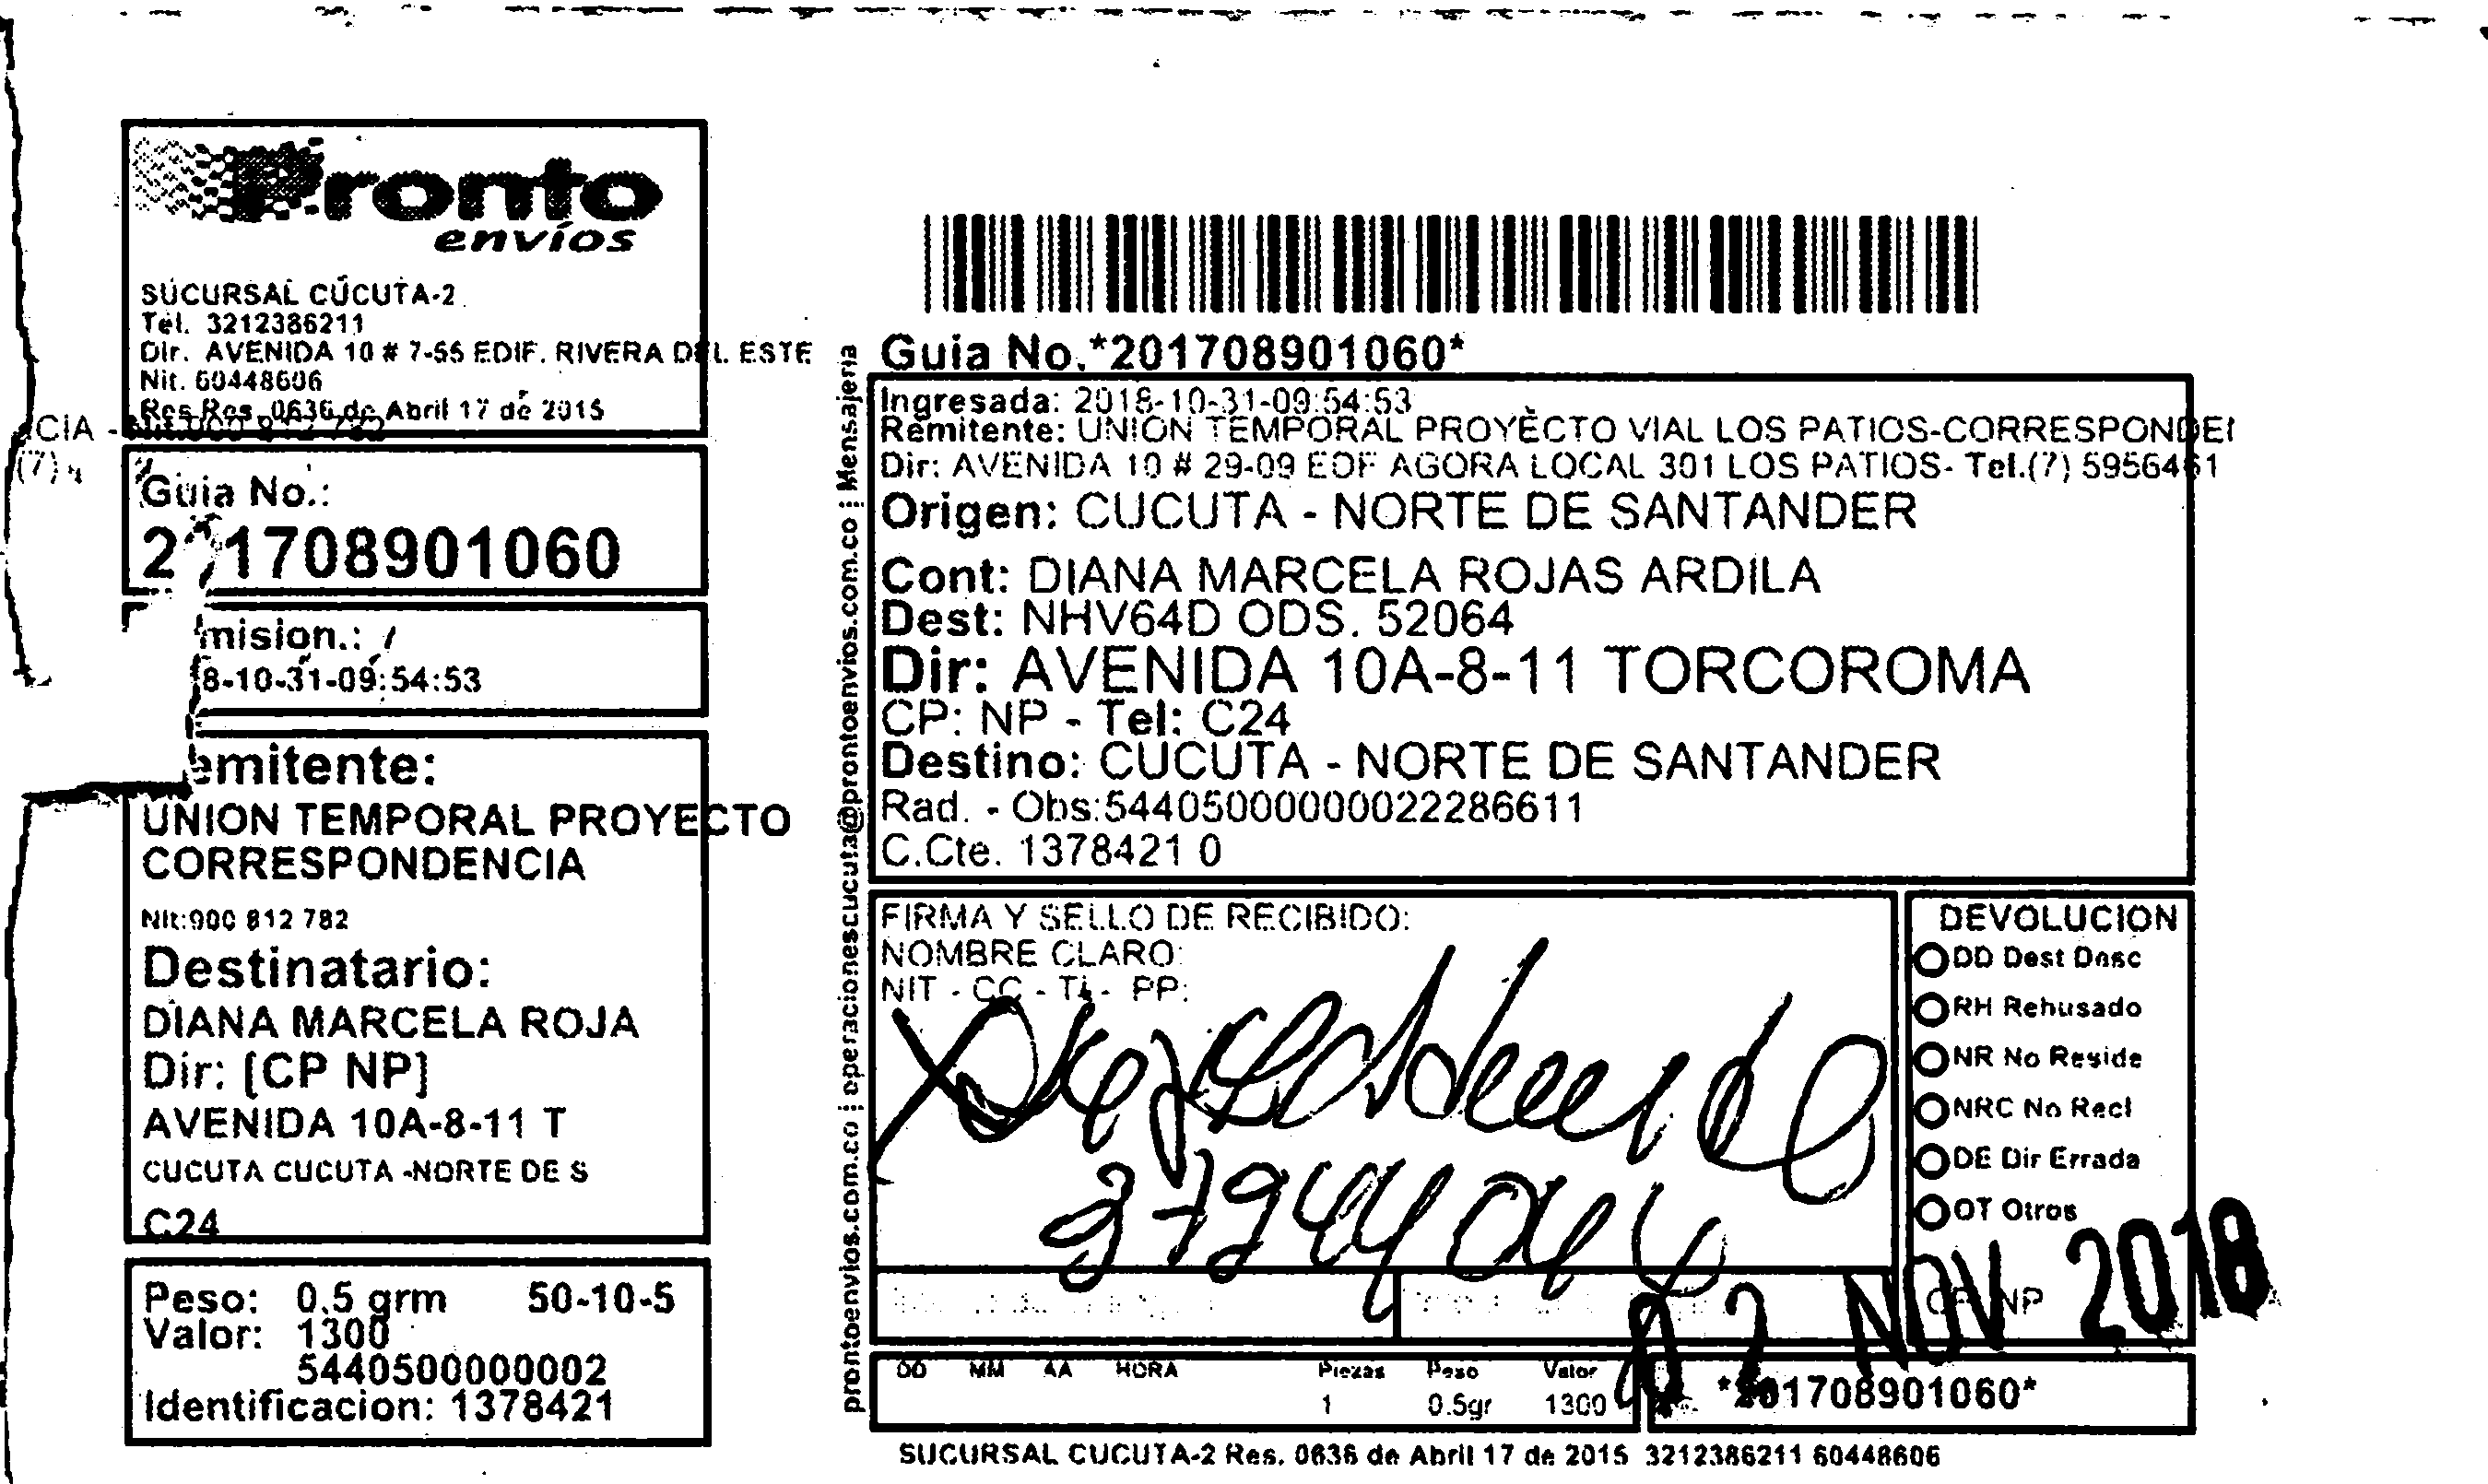 Pronto
envíos
SUCURSAL CÚCUTA-2
Tel. 3212386211
Dir. AVENIDA 10 # 7-55 EDIF. RIVERA DEL ESTE
Nit. 60448606
Res Res. 0636 de Abril 17 de 2015
CIA - Nit.900 812 782
(7)
Guia No.:
201708901060
mision.:
8-10-31-09:54:53
emitente:
UNION TEMPORAL PROYECTO
CORRESPONDENCIA
Nit:900 812 782
Destinatario:
DIANA MARCELA ROJA
Dir: [CP NP]
AVENIDA 10A-8-11 T
CUCUTA CUCUTA -NORTE DE S
C24
Peso: 0.5 grm 50-10-5
Valor: 1300
5440500000002
Identificacion: 1378421
prontoenvios.com.co | operacionescucuta@prontoenvios.com.co | Mensajeria
Guia No.*201708901060*
Ingresada: 2018-10-31-09:54:53
Remitente: UNION TEMPORAL PROYECTO VIAL LOS PATIOS-CORRESPONDE
Dir: AVENIDA 10 # 29-09 EDF AGORA LOCAL 301 LOS PATIOS- Tel.(7) 5956461
Origen: CUCUTA - NORTE DE SANTANDER
Cont: DIANA MARCELA ROJAS ARDILA
Dest: NHV64D ODS. 52064
Dir: AVENIDA 10A-8-11 TORCOROMA
CP: NP - Tel: C24
Destino: CUCUTA - NORTE DE SANTANDER
Rad. - Obs:54405000000022286611
C.Cte. 1378421 0
FIRMA Y SELLO DE RECIBIDO:
NOMBRE CLARO:
NIT - CC - TI - PP:
DEVOLUCION
DD Dest Desc
RH Rehusado
NR No Reside
NRC No Recl
DE Dir Errada
OT Otros
CP: NP
02 NOV 2018
DD MM AA HORA Piezas Peso Valor
1 0.5gr 1300
*201708901060*
SUCURSAL CUCUTA-2 Res. 0636 de Abril 17 de 2015 3212386211 60448606